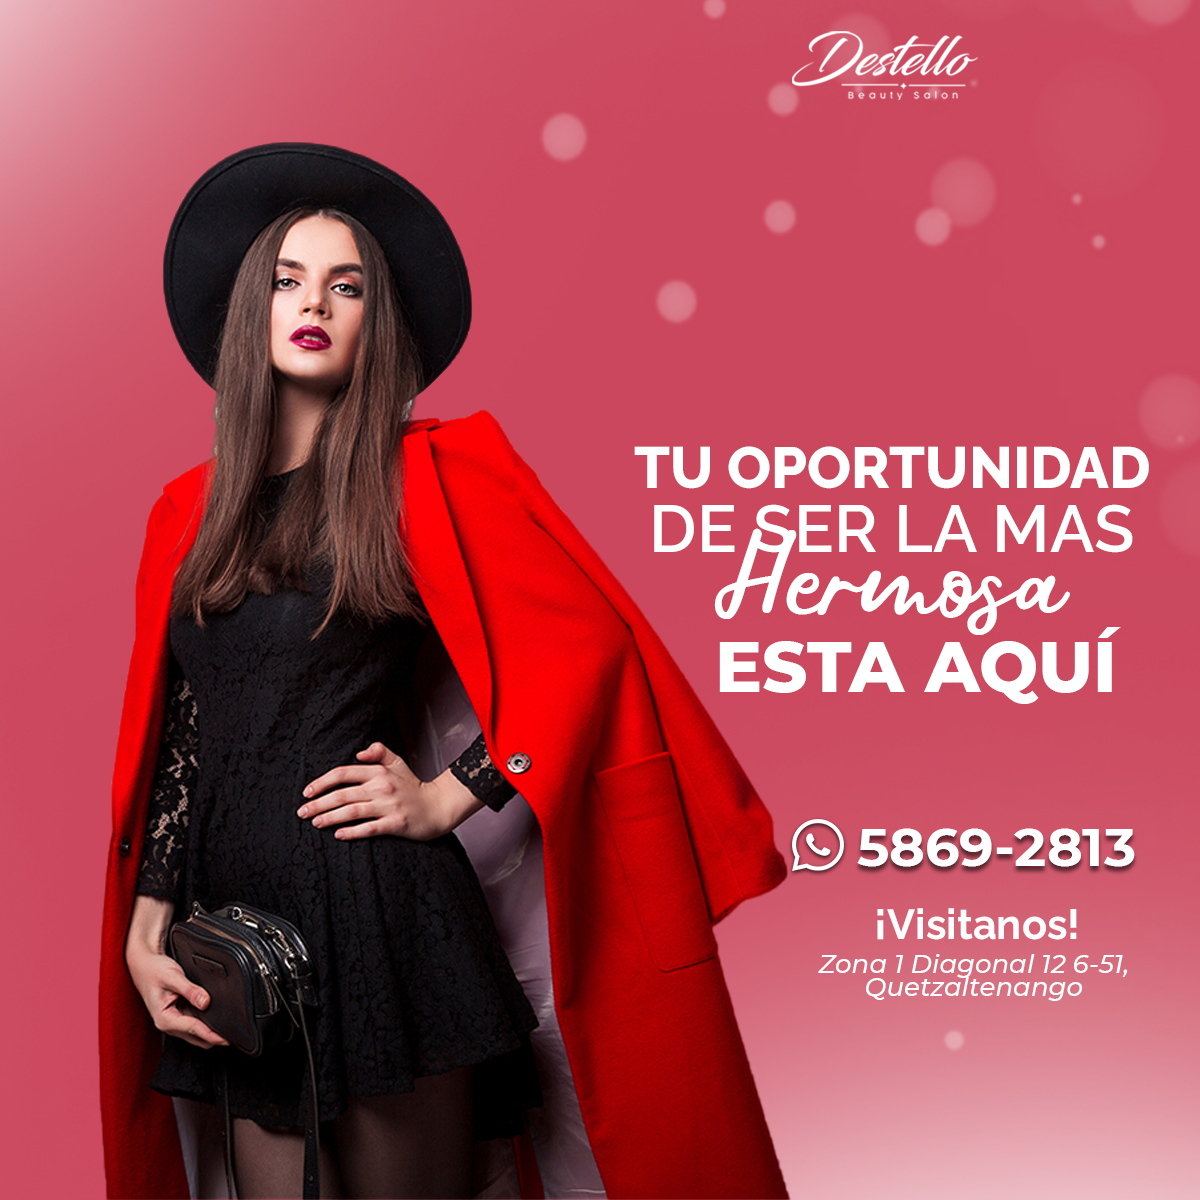 Destello
Beauty Salon
TU OPORTUNIDAD
DE SER LA MAS
Hermosa
ESTA AQUÍ
5869-2813
¡Visitanos!
Zona 1 Diagonal 12 6-51,
Quetzaltenango